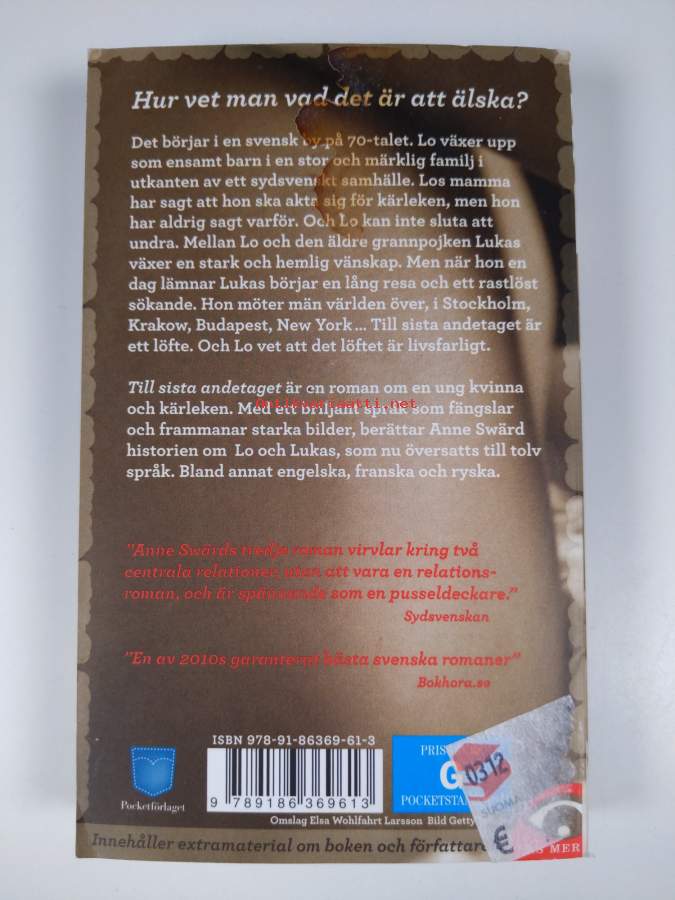 Hur vet man vad det är att älska?
Det börjar i en svensk by på 70-talet. Lo växer upp
som ensamt barn i en stor och märklig familj i
utkanten av ett sydsvenskt samhälle. Los mamma
har sagt att hon ska akta sig för kärleken, men hon
har aldrig sagt varför. Och Lo kan inte sluta att
undra. Mellan Lo och den äldre grannpojken Lukas
växer en stark och hemlig vänskap. Men när hon en
dag lämnar Lukas börjar en lång resa och ett rastlöst
sökande. Hon möter män världen över, i Stockholm,
Krakow, Budapest, New York ... Till sista andetaget är
ett löfte. Och Lo vet att det löftet är livsfarligt.
Till sista andetaget är en roman om en ung kvinna
och kärleken. Med ett briljant språk som fängslar
Antikvariaatti.net
och frammanar starka bilder, berättar Anne Swärd
historien om Lo och Lukas, som nu översatts till tolv
språk. Bland annat engelska, franska och ryska.
"Anne Swärds tredje roman virvlar kring två
centrala relationer, utan att vara en relations-
roman, och är spännande som en pusseldeckare."
Sydsvenskan
"En av 2010s garanterat bästa svenska romaner"
Bokhora.se
ISBN 978-91-86369-61-3
9 789186 369613
Pocketförlaget
PRIS
G
POCKETSTA
0312
SUOMA
€
MER
Omslag Elsa Wohlfahrt Larsson Bild Getty
Innehåller extramaterial om boken och författare